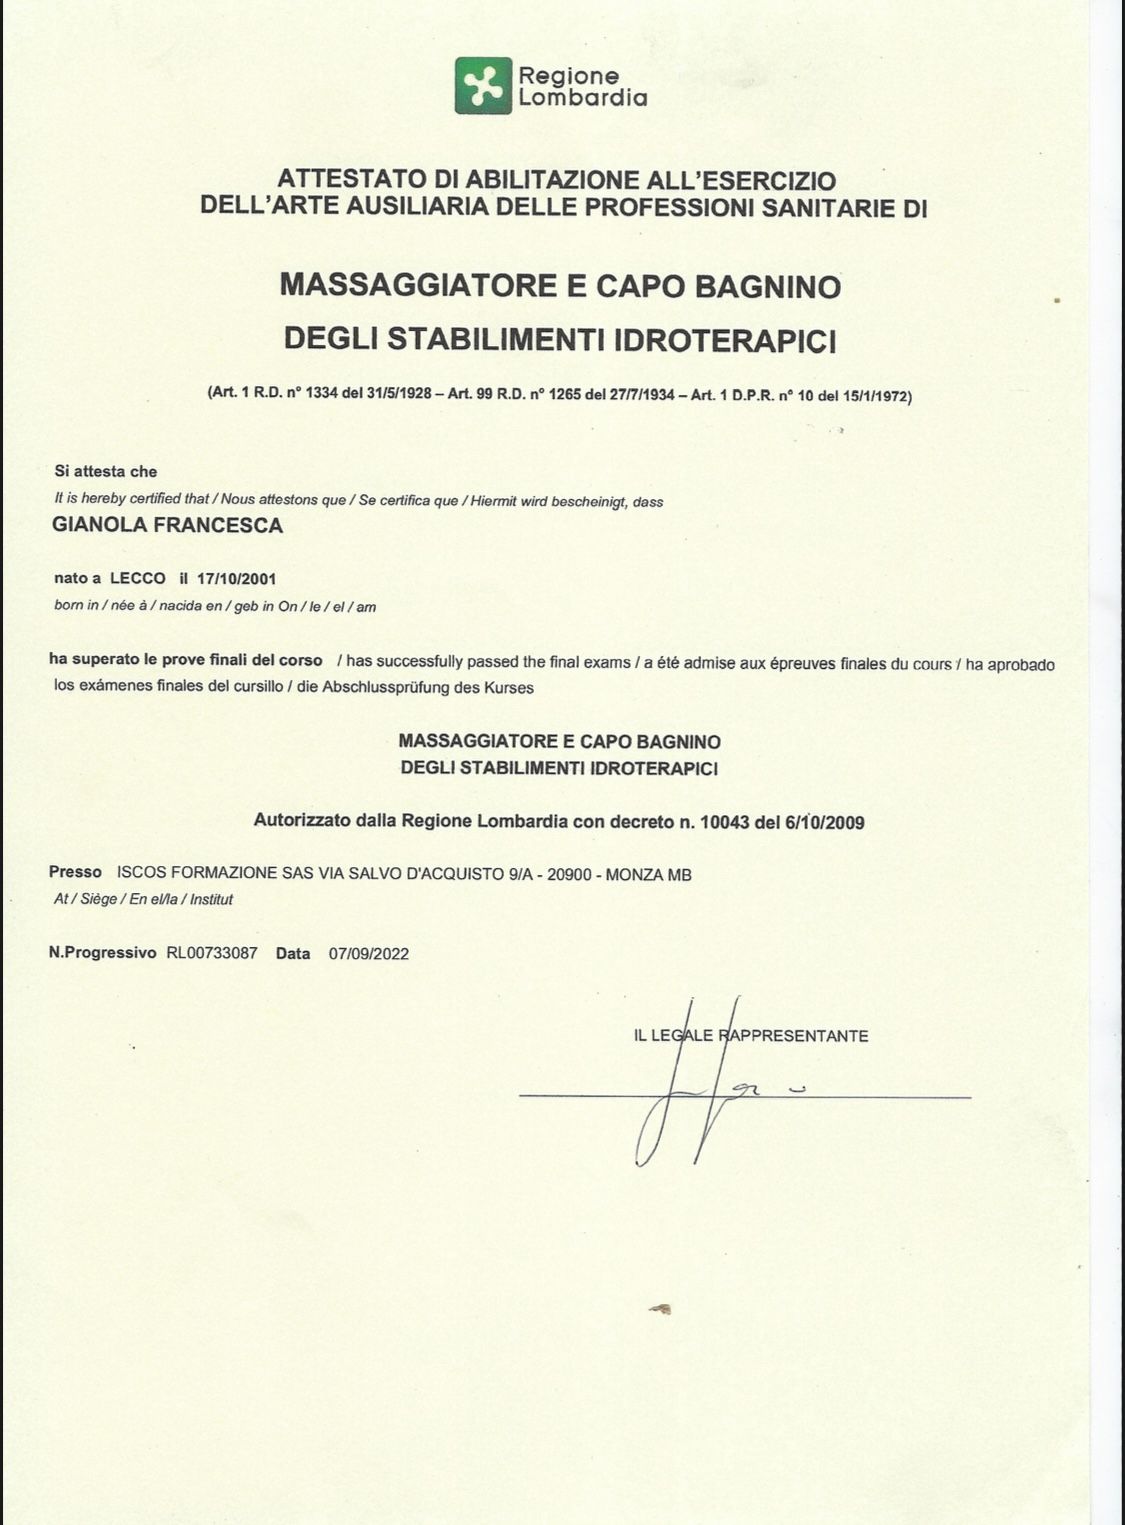 Regione
Lombardia
ATTESTATO DI ABILITAZIONE ALL'ESERCIZIO
DELL'ARTE AUSILIARIA DELLE PROFESSIONI SANITARIE DI
MASSAGGIATORE E CAPO BAGNINO
DEGLI STABILIMENTI IDROTERAPICI
(Art. 1 R.D. n° 1334 del 31/5/1928 – Art. 99 R.D. n° 1265 del 27/7/1934 – Art. 1 D.P.R. n° 10 del 15/1/1972)
Si attesta che
It is hereby certified that / Nous attestons que / Se certifica que / Hiermit wird bescheinigt, dass
GIANOLA FRANCESCA
nato a LECCO il 17/10/2001
born in / née à / nacida en / geb in On / le / el / am
ha superato le prove finali del corso / has successfully passed the final exams / a été admise aux épreuves finales du cours / ha aprobado
los exámenes finales del cursillo / die Abschlussprüfung des Kurses
MASSAGGIATORE E CAPO BAGNINO
DEGLI STABILIMENTI IDROTERAPICI
Autorizzato dalla Regione Lombardia con decreto n. 10043 del 6/10/2009
Presso ISCOS FORMAZIONE SAS VIA SALVO D'ACQUISTO 9/A - 20900 - MONZA MB
At / Siège / En el/la / Institut
N.Progressivo RL00733087 Data 07/09/2022
IL LEGALE RAPPRESENTANTE